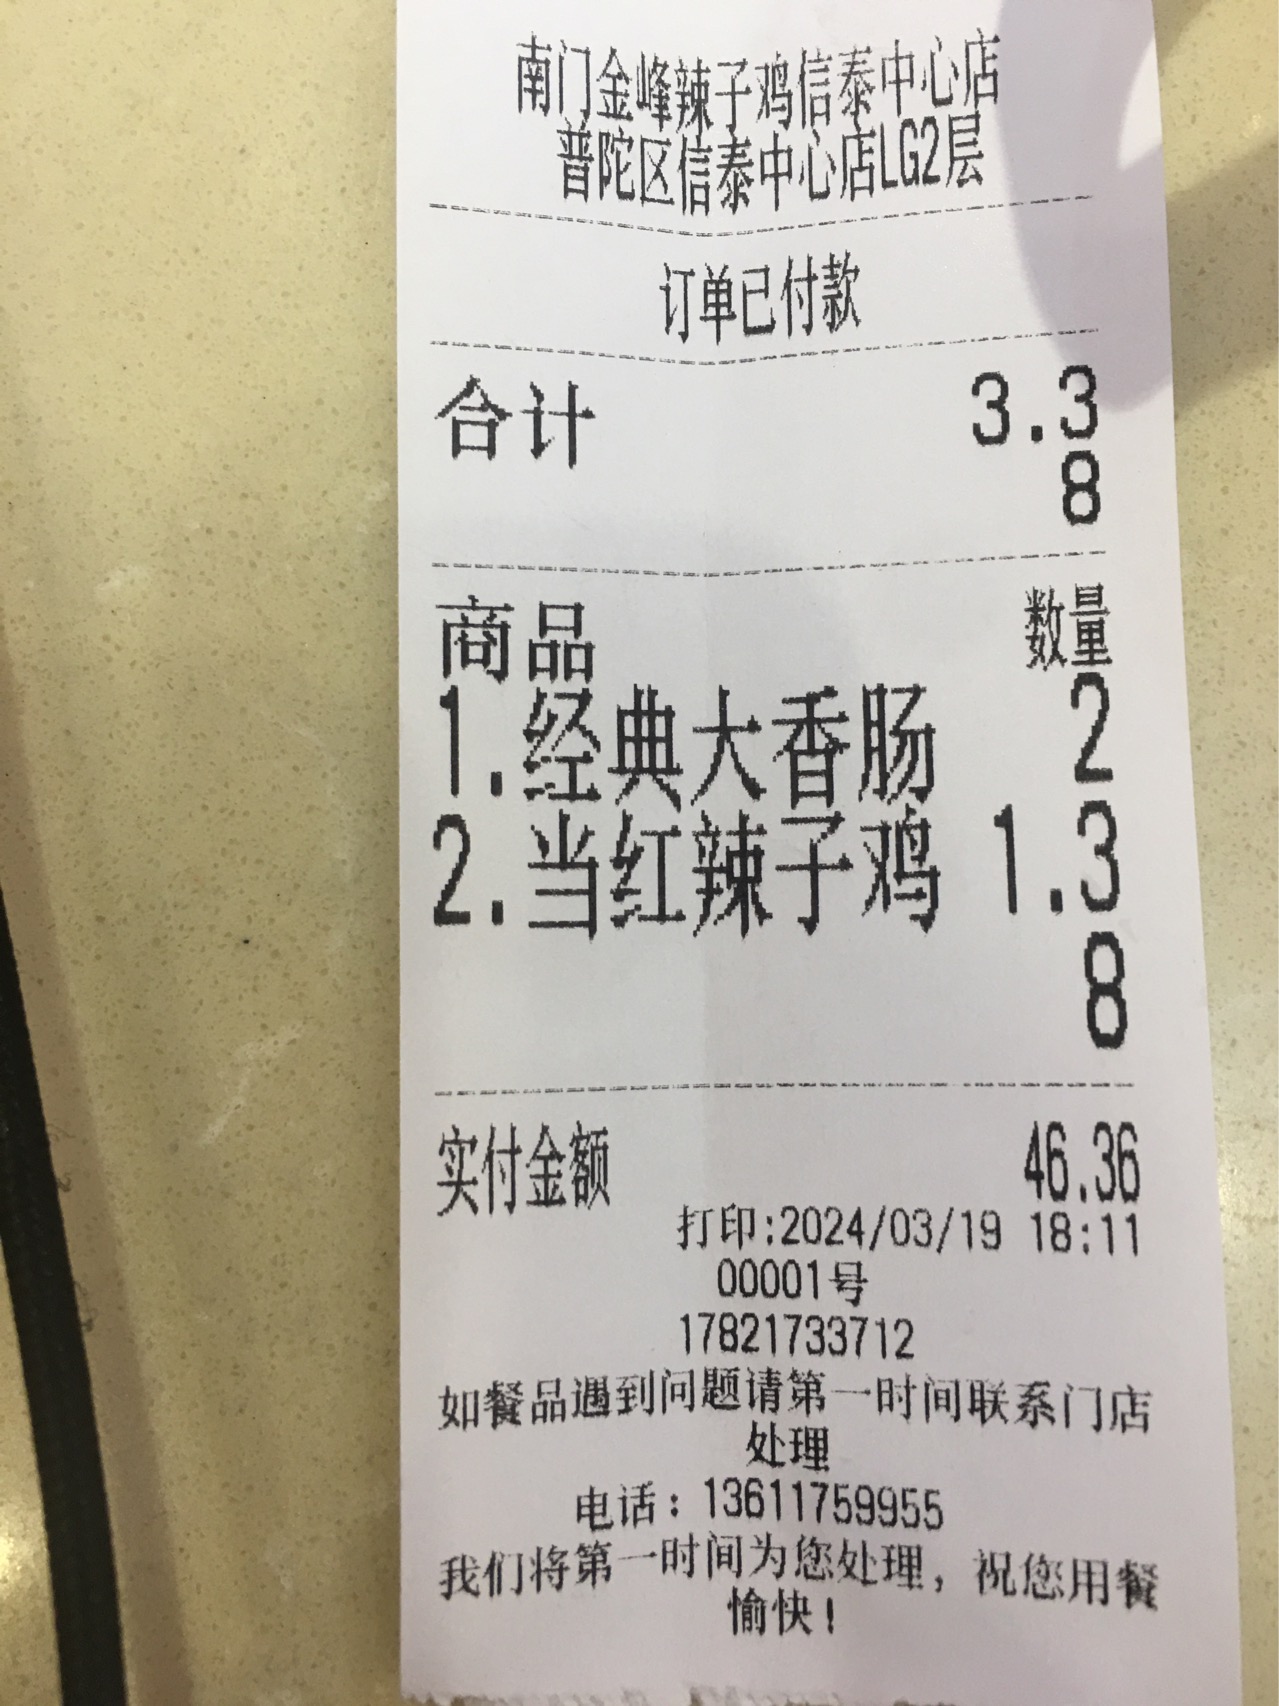 南门金峰辣子鸡信泰中心店
普陀区信泰中心店LG2层
订单已付款
合计 3.3
8
商品 数量
1.经典大香肠 2
2.当红辣子鸡 1.3
8
实付金额 46.36
打印:2024/03/19 18:11
00001号
17821733712
如餐品遇到问题请第一时间联系门店
处理
电话：13611759955
我们将第一时间为您处理，祝您用餐
愉快！